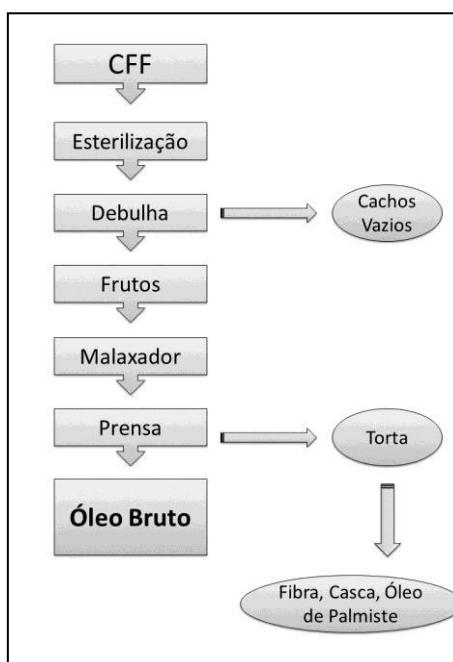 CFF
Esterilização
Debulha
Cachos
Vazios
Frutos
Malaxador
Prensa
Torta
Óleo Bruto
Fibra, Casca, Óleo
de Palmiste